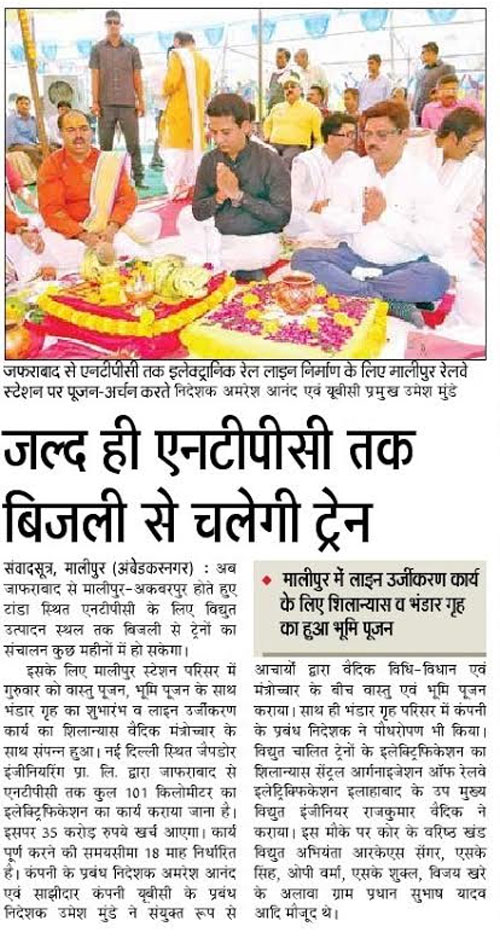 जफराबाद से एनटीपीसी तक इलेक्ट्रानिक रेल लाइन निर्माण के लिए मालीपुर रेलवे
स्टेशन पर पूजन-अर्चन करते निदेशक अमरेश आनंद एवं यूबीसी प्रमुख उमेश मुंडे
जल्द ही एनटीपीसी तक
बिजली से चलेगी ट्रेन
संवादसूत्र, मालीपुर (अंबेडकरनगर) : अब
जाफराबाद से मालीपुर-अकबरपुर होते हुए
टांडा स्थित एनटीपीसी के लिए विद्युत
उत्पादन स्थल तक बिजली से ट्रेनों का
संचालन कुछ महीनों में हो सकेगा।
इसके लिए मालीपुर स्टेशन परिसर में
गुरुवार को वास्तु पूजन, भूमि पूजन के साथ
भंडार गृह का शुभारंभ व लाइन उर्जीकरण
कार्य का शिलान्यास वैदिक मंत्रोच्चार के
साथ संपन्न हुआ। नई दिल्ली स्थित जैपडोर
इंजीनियरिंग प्रा. लि. द्वारा जाफराबाद से
एनटीपीसी तक कुल 101 किलोमीटर का
इलेक्ट्रिफिकेशन का कार्य कराया जाना है।
इसपर 35 करोड़ रुपये खर्च आएगा। कार्य
पूर्ण करने की समयसीमा 18 माह निर्धारित
है। कंपनी के प्रबंध निदेशक अमरेश आनंद
एवं साझीदार कंपनी यूबीसी के प्रबंध
निदेशक उमेश मुंडे ने संयुक्त रूप से
♦ मालीपुर में लाइन उर्जीकरण कार्य
के लिए शिलान्यास व भंडार गृह
का हुआ भूमि पूजन
आचार्यों द्वारा वैदिक विधि-विधान एवं
मंत्रोच्चार के बीच वास्तु एवं भूमि पूजन
कराया। साथ ही भंडार गृह परिसर में कंपनी
के प्रबंध निदेशक ने पौधरोपण भी किया।
विद्युत चालित ट्रेनों के इलेक्ट्रिफिकेशन का
शिलान्यास सेंट्रल आर्गनाइजेशन ऑफ रेलवे
इलेट्रिक्फिकेशन इलाहाबाद के उप मुख्य
विद्युत इंजीनियर राजकुमार वैदिक ने
कराया। इस मौके पर कोर के वरिष्ठ खंड
विद्युत अभियंता आरकेएस सेंगर, एसके
सिंह, ओपी वर्मा, एसके शुक्ल, विजय खरे
के अलावा ग्राम प्रधान सुभाष यादव
आदि मौजूद थे।